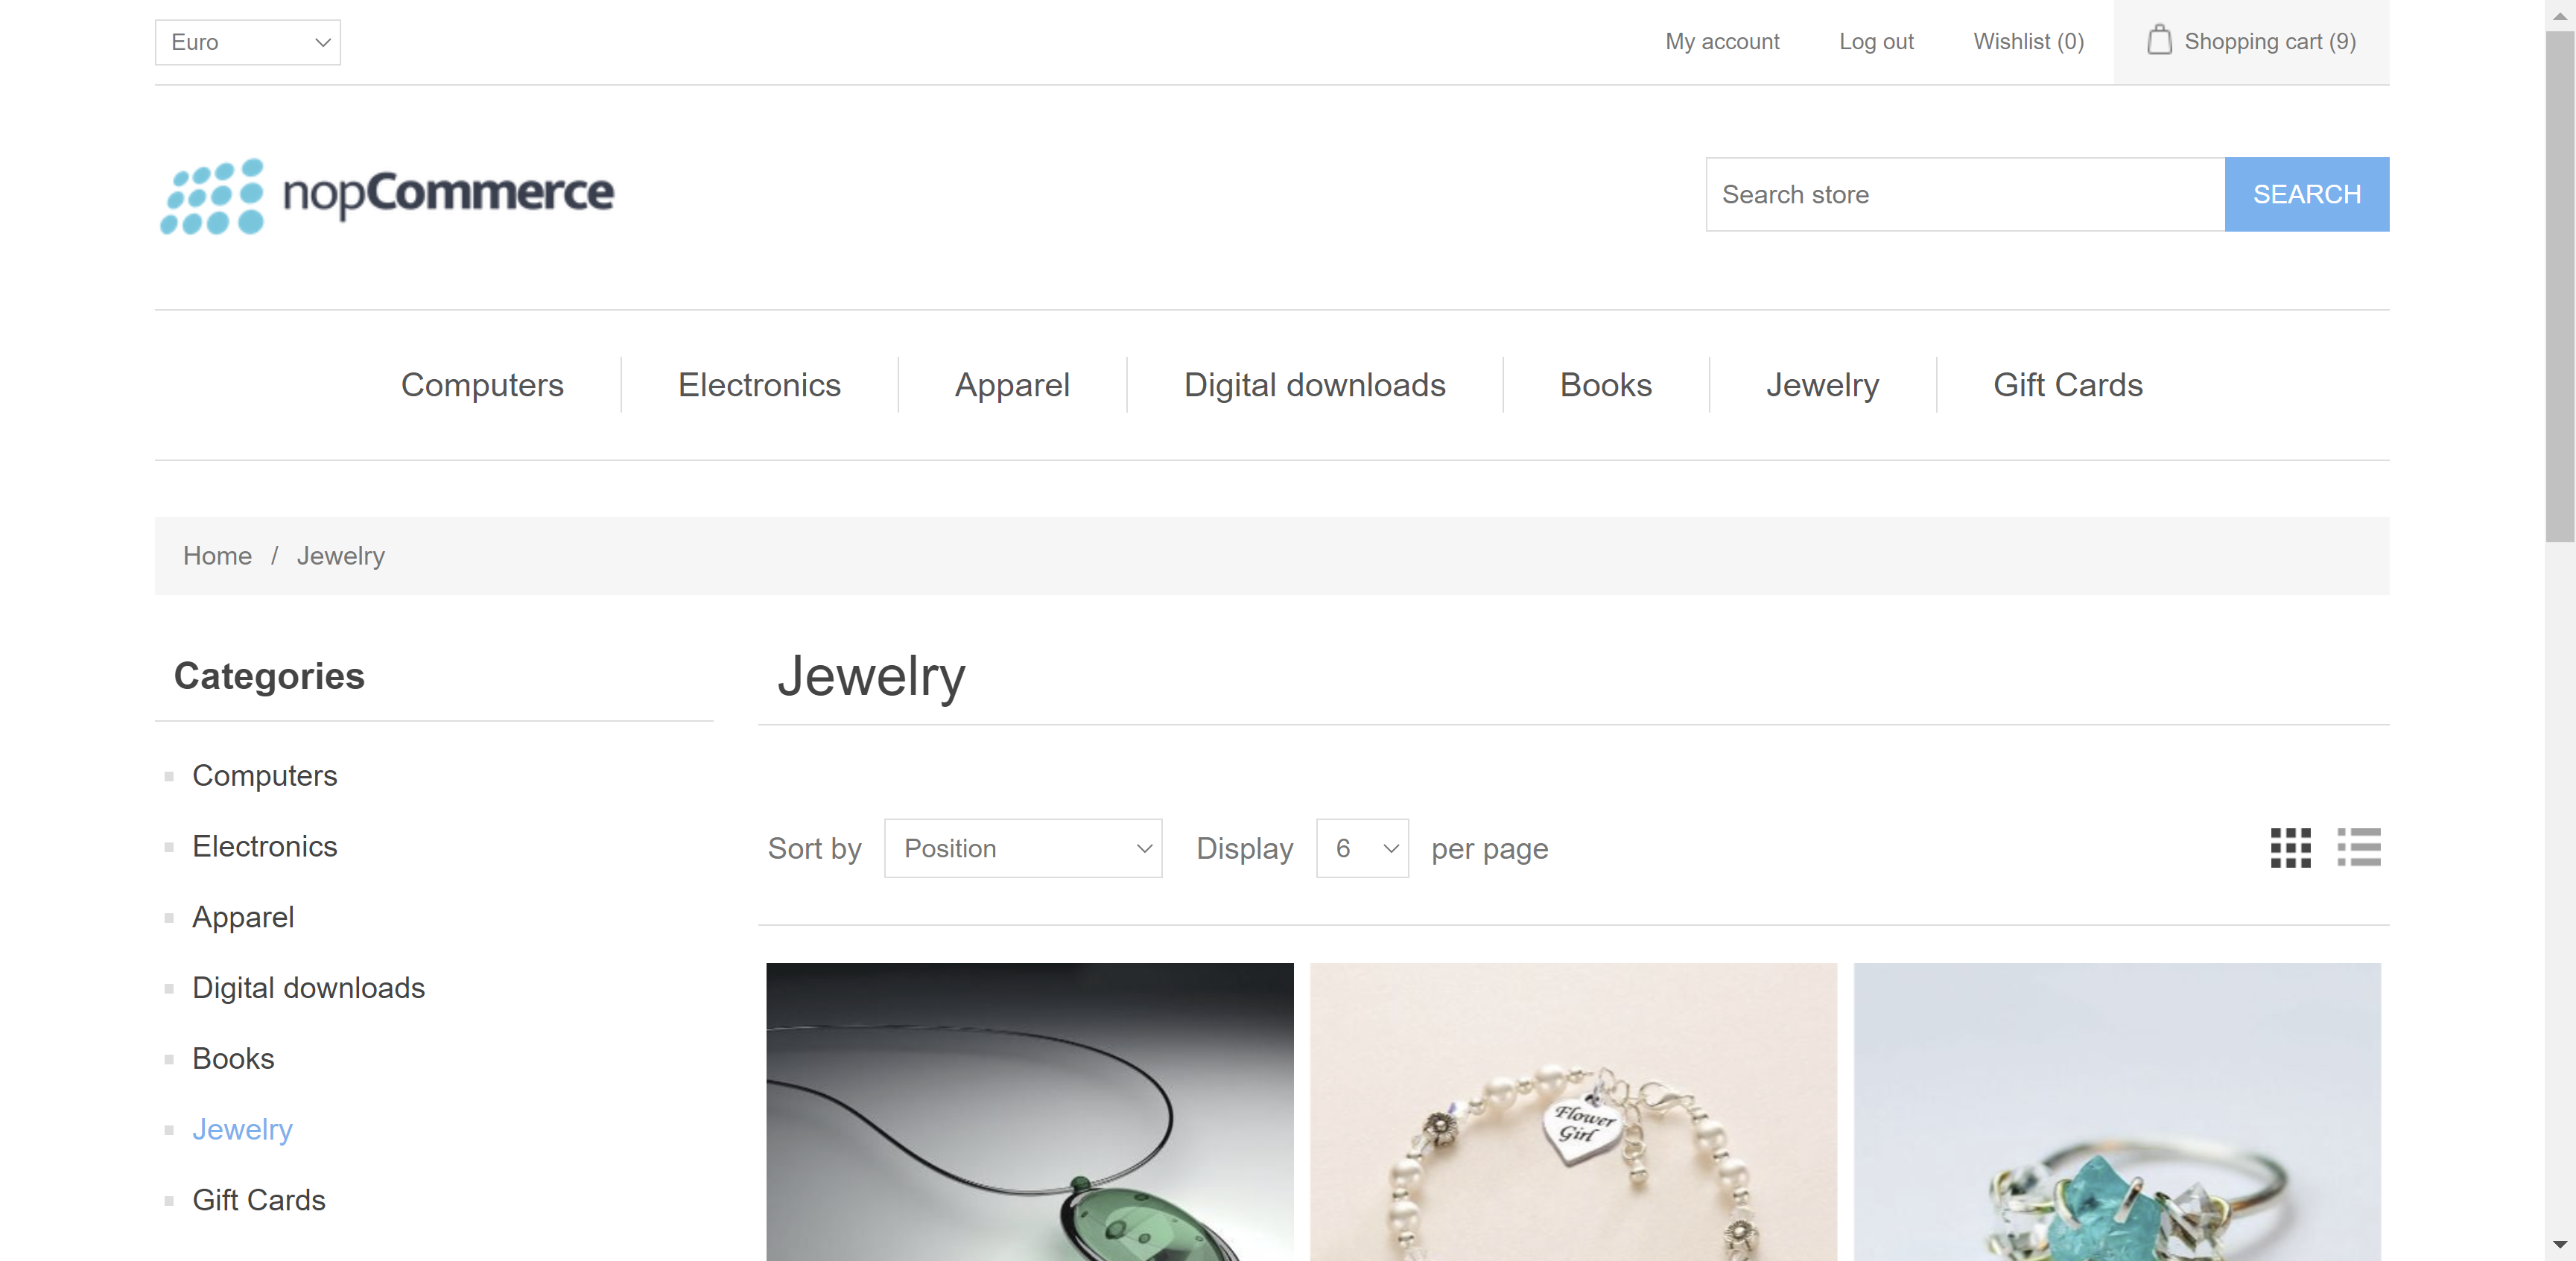 Euro
My account
Log out
Wishlist (0)
Shopping cart (9)
nopCommerce
Search store
SEARCH
Computers
Electronics
Apparel
Digital downloads
Books
Jewelry
Gift Cards
Home / Jewelry
Categories
Computers
Electronics
Apparel
Digital downloads
Books
Jewelry
Gift Cards
Jewelry
Sort by Position Display 6 per page
Flower
Girl